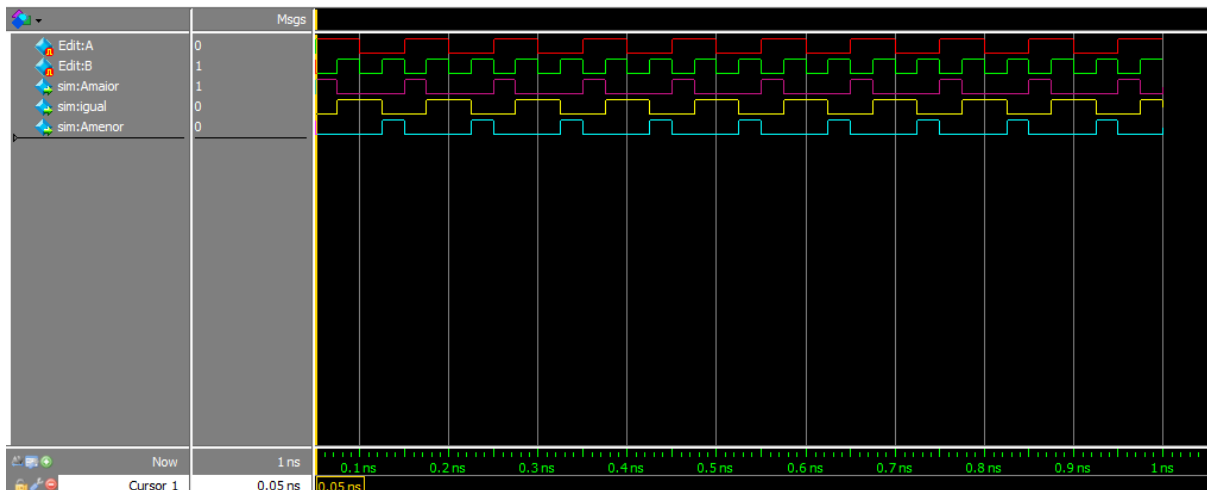 Msgs
Edit:A 0
Edit:B 1
sim:Amaior 1
sim:igual 0
sim:Amenor 0
Now 1 ns 0.1 ns 0.2 ns 0.3 ns 0.4 ns 0.5 ns 0.6 ns 0.7 ns 0.8 ns 0.9 ns 1 ns
Cursor 1 0.05 ns 0.05 ns